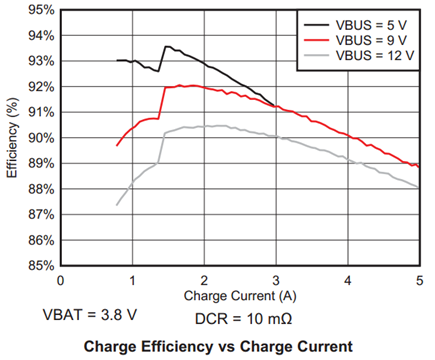 95%
94%
93%
92%
91%
90%
89%
88%
87%
86%
85%
Efficiency (%)
VBUS = 5 V
VBUS = 9 V
VBUS = 12 V
0 1 2 3 4 5
Charge Current (A)
VBAT = 3.8 V
DCR = 10 mΩ
Charge Efficiency vs Charge Current